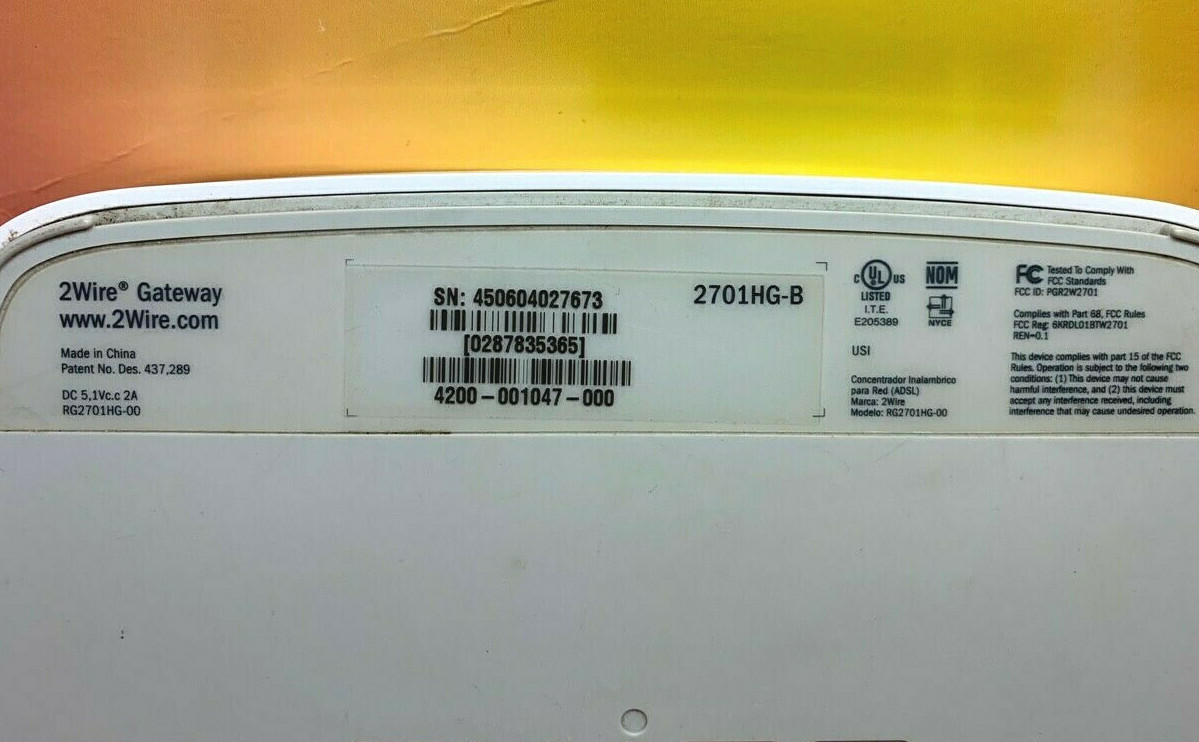 2Wire® Gateway
www.2Wire.com
Made in China
Patent No. Des. 437,289
DC 5,1Vc.c 2A
RG2701HG-00
SN: 450604027673
[0287835365]
4200-001047-000
2701HG-B
C UL US
LISTED
I.T.E.
E205389
NOM
NYCE
USI
Concentrador Inalambrico
para Red (ADSL)
Marca: 2Wire
Modelo: RG2701HG-00
FC Tested To Comply With
FCC Standards
FCC ID: PGR2W2701
Complies with Part 68, FCC Rules
FCC Reg: 6KRDL01BTW2701
REN=0.1
This device complies with part 15 of the FCC
Rules. Operation is subject to the following two
conditions: (1) This device may not cause
harmful interference, and (2) this device must
accept any interference received, including
interference that may cause undesired operation.